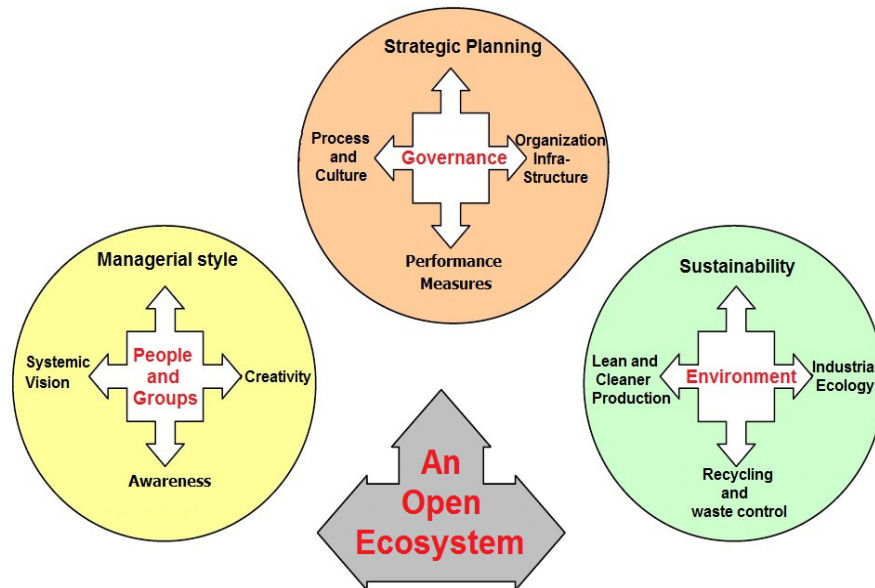 Strategic Planning
Process
and
Culture
Governance
Organization
Infra-
Structure
Performance
Measures
Managerial style
Systemic
Vision
People
and
Groups
Creativity
Awareness
Sustainability
Lean and
Cleaner
Production
Environment
Industrial
Ecology
Recycling
and
waste control
An
Open
Ecosystem